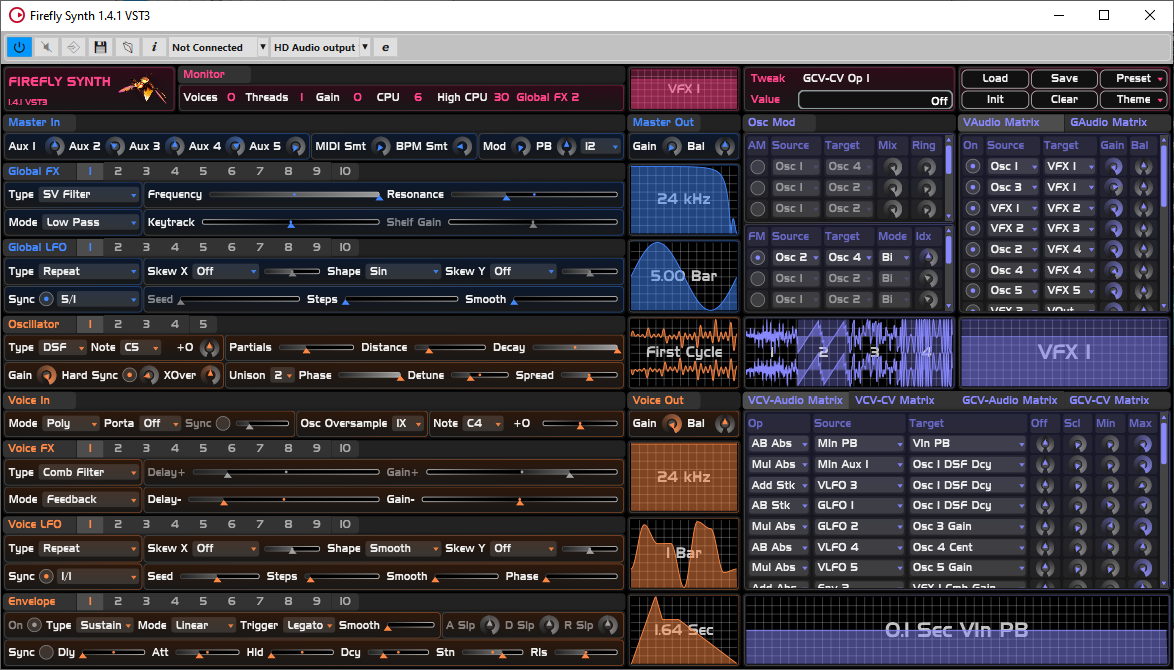 Firefly Synth 1.4.1 VST3
i Not Connected HD Audio output e
FIREFLY SYNTH
1.4.1 VST3
Monitor
Voices 0 Threads 1 Gain 0 CPU 6 High CPU 30 Global FX 2
VFX 1
Tweak GCV-CV Op 1
Value Off
Load Save Preset
Init Clear Theme
Master In
Aux 1 Aux 2 Aux 3 Aux 4 Aux 5 MIDI Smt BPM Smt Mod PB 12
Master Out
Gain Bal
Global FX 1 2 3 4 5 6 7 8 9 10
Type SV Filter Frequency Resonance
Mode Low Pass Keytrack Shelf Gain
24 kHz
Global LFO 1 2 3 4 5 6 7 8 9 10
Type Repeat Skew X Off Shape Sin Skew Y Off
Sync 5/1 Seed Steps Smooth
5.00 Bar
Osc Mod
AM Source Target Mix Ring
Osc 1 Osc 4
Osc 1 Osc 2
Osc 1 Osc 2
FM Source Target Mode Idx
Osc 2 Osc 4 Bi
Osc 1 Osc 2 Bi
Osc 1 Osc 2 Bi
VAudio Matrix GAudio Matrix
On Source Target Gain Bal
Osc 1 VFX 1
Osc 3 VFX 1
VFX 1 VFX 2
VFX 2 VFX 3
Osc 2 VFX 4
Osc 4 VFX 4
Osc 5 VFX 5
VFX 3 VOut
Oscillator 1 2 3 4 5
Type DSF Note C5 +0 Partials Distance Decay
Gain Hard Sync XOver Unison 2 Phase Detune Spread
First Cycle
1 2 3 4
VFX 1
Voice In
Mode Poly Porta Off Sync Osc Oversample 1X Note C4 +0
Voice Out
Gain Bal
Voice FX 1 2 3 4 5 6 7 8 9 10
Type Comb Filter Delay+ Gain+
Mode Feedback Delay- Gain-
24 kHz
Voice LFO 1 2 3 4 5 6 7 8 9 10
Type Repeat Skew X Off Shape Smooth Skew Y Off
Sync 1/1 Seed Steps Smooth Phase
1 Bar
Envelope 1 2 3 4 5 6 7 8 9 10
On Type Sustain Mode Linear Trigger Legato Smooth A Slp D Slp R Slp
Sync Dly Att Hld Dcy Stn Rls
1.64 Sec
VCV-Audio Matrix VCV-CV Matrix GCV-Audio Matrix GCV-CV Matrix
Op Source Target Off Scl Min Max
AB Abs MIn PB VIn PB
Mul Abs MIn Aux 1 Osc 1 DSF Dcy
Add Stk VLFO 3 Osc 1 DSF Dcy
AB Stk GLFO 1 Osc 1 DSF Dcy
Mul Abs GLFO 2 Osc 3 Gain
AB Abs VLFO 4 Osc 4 Cent
Mul Abs VLFO 5 Osc 5 Gain
Add Abs Env 2 VFX 1 Cmb Gain
0.1 Sec VIn PB